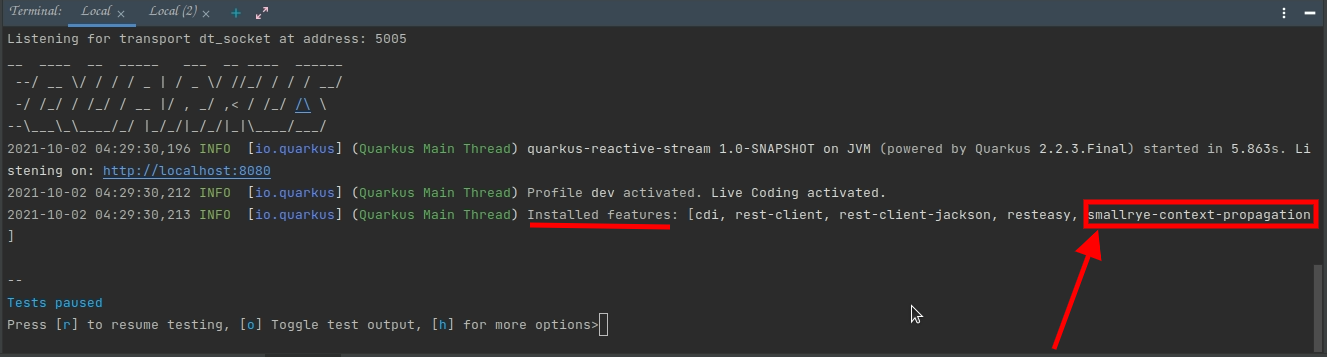 Terminal: Local × Local (2) × +
Listening for transport dt_socket at address: 5005
__  ____  __  _____   ___  __ ____  ______
 --/ __ \/ / / / _ | / _ \/ //_/ / / / __/
 -/ /_/ / /_/ / __ |/ , _/ ,< / /_/ /\ \
--\___\_\____/_/ |_/_/|_/_/|_|\____/___/
2021-10-02 04:29:30,196 INFO  [io.quarkus] (Quarkus Main Thread) quarkus-reactive-stream 1.0-SNAPSHOT on JVM (powered by Quarkus 2.2.3.Final) started in 5.863s. Li
stening on: http://localhost:8080
2021-10-02 04:29:30,212 INFO  [io.quarkus] (Quarkus Main Thread) Profile dev activated. Live Coding activated.
2021-10-02 04:29:30,213 INFO  [io.quarkus] (Quarkus Main Thread) Installed features: [cdi, rest-client, rest-client-jackson, resteasy, smallrye-context-propagation
]
--
Tests paused
Press [r] to resume testing, [o] Toggle test output, [h] for more options>